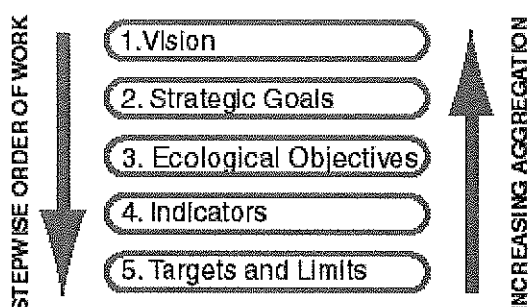 STEPWISE ORDER OF WORK
1.Vision
2. Strategic Goals
3. Ecological Objectives
4. Indicators
5. Targets and Limits
INCREASING AGGREGATION